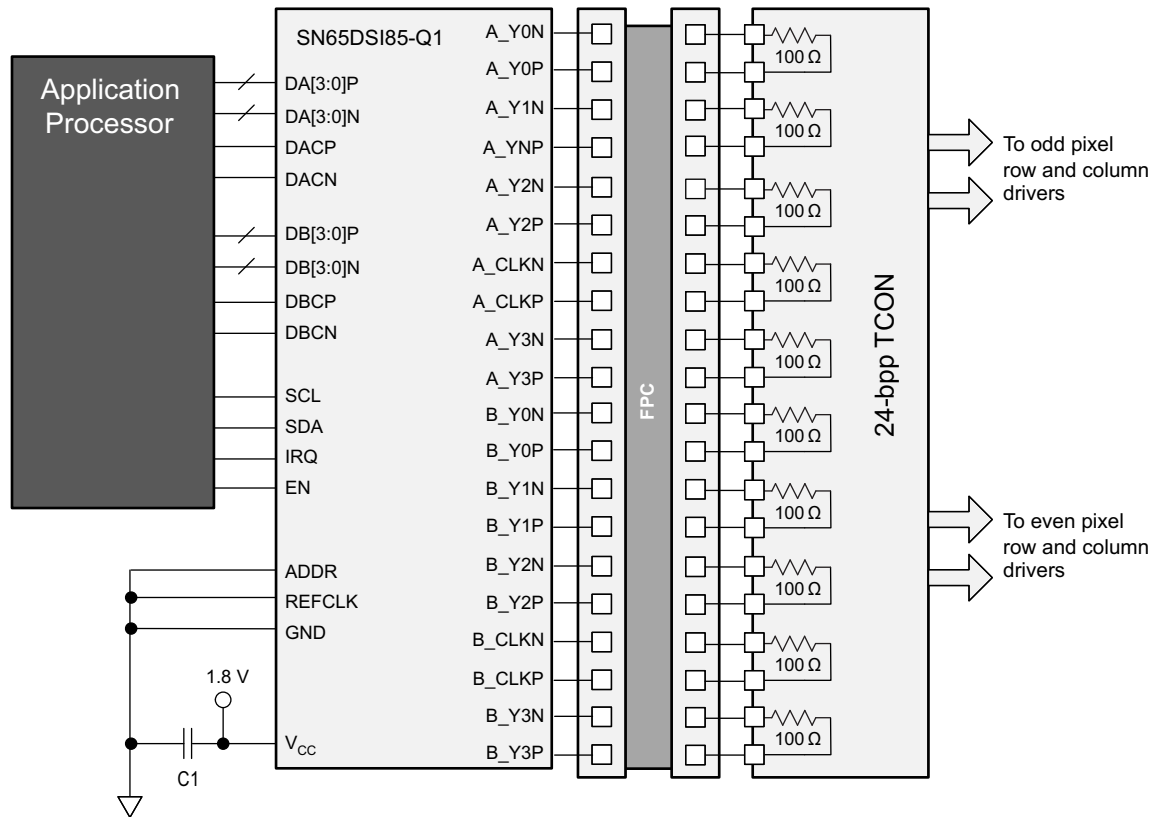 Application
Processor
SN65DSI85-Q1
DA[3:0]P
DA[3:0]N
DACP
DACN
DB[3:0]P
DB[3:0]N
DBCP
DBCN
SCL
SDA
IRQ
EN
ADDR
REFCLK
GND
VCC
1.8 V
C1
A_Y0N
A_Y0P
A_Y1N
A_YNP
A_Y2N
A_Y2P
A_CLKN
A_CLKP
A_Y3N
A_Y3P
B_Y0N
B_Y0P
B_Y1N
B_Y1P
B_Y2N
B_Y2P
B_CLKN
B_CLKP
B_Y3N
B_Y3P
FPC
100 Ω
100 Ω
100 Ω
100 Ω
100 Ω
100 Ω
100 Ω
100 Ω
100 Ω
100 Ω
24-bpp TCON
To odd pixel
row and column
drivers
To even pixel
row and column
drivers